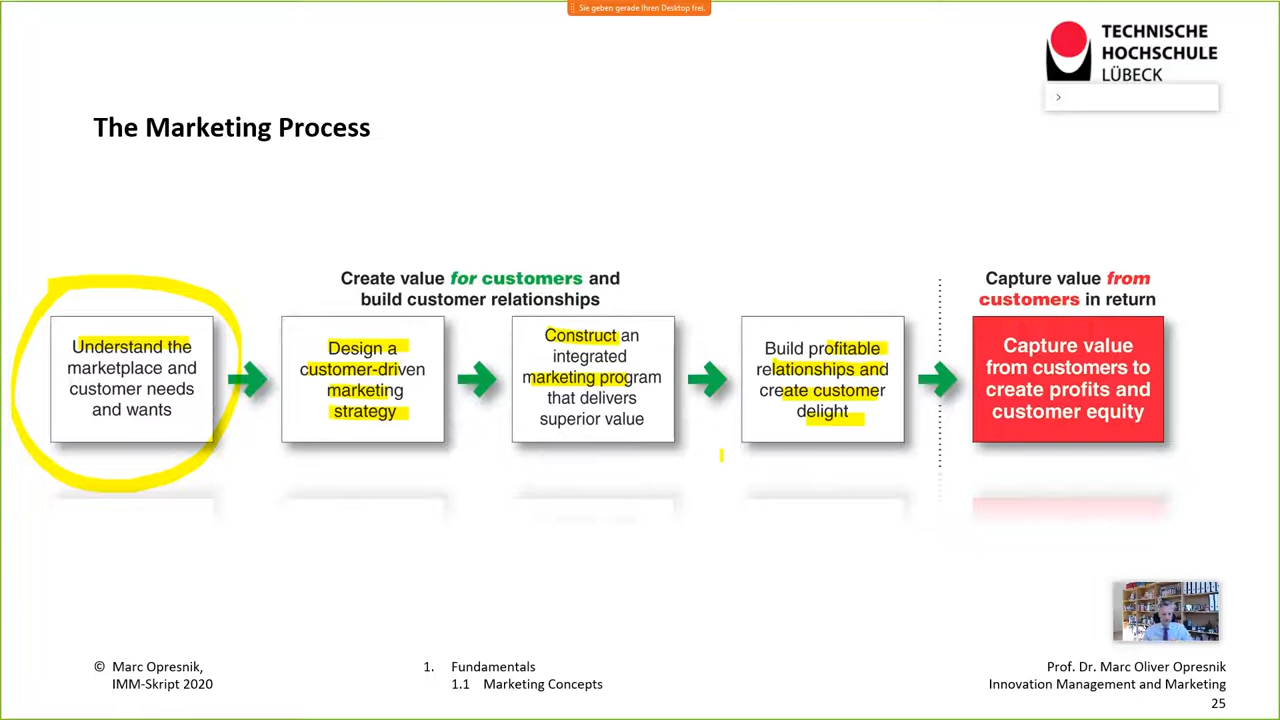 Sie geben gerade Ihren Desktop frei.
TECHNISCHE
HOCHSCHULE
LÜBECK
The Marketing Process
Create value for customers and
build customer relationships
Capture value from
customers in return
Understand the
marketplace and
customer needs
and wants
Design a
customer-driven
marketing
strategy
Construct an
integrated
marketing program
that delivers
superior value
Build profitable
relationships and
create customer
delight
Capture value
from customers to
create profits and
customer equity
© Marc Opresnik,
IMM-Skript 2020
1. Fundamentals
1.1 Marketing Concepts
Prof. Dr. Marc Oliver Opresnik
Innovation Management and Marketing
25